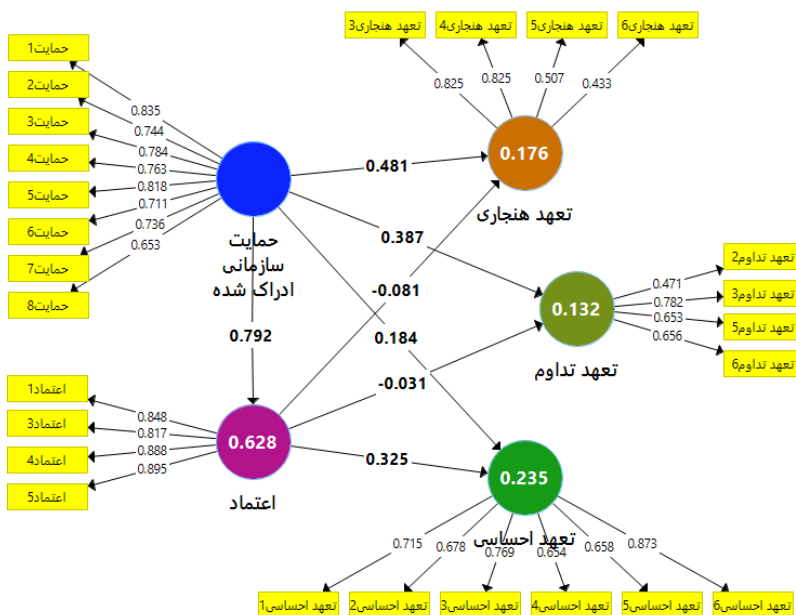 تعهد هنجاری3
تعهد هنجاری4
تعهد هنجاری5
تعهد هنجاری6
0.825
0.825
0.507
0.433
0.176
تعهد هنجاری
حمایت1
حمایت2
حمایت3
حمایت4
حمایت5
حمایت6
حمایت7
حمایت8
0.835
0.744
0.784
0.763
0.818
0.711
0.736
0.653
حمایت
سازمانی
ادراک شده
0.481
0.387
-0.081
0.184
0.792
-0.031
0.325
تعهد تداوم2
تعهد تداوم3
تعهد تداوم5
تعهد تداوم6
0.471
0.782
0.653
0.656
0.132
تعهد تداوم
اعتماد1
اعتماد3
اعتماد4
اعتماد5
0.848
0.817
0.888
0.895
0.628
اعتماد
0.235
تعهد احساسی
0.715
0.678
0.769
0.654
0.658
0.873
تعهد احساسی1
تعهد احساسی2
تعهد احساسی3
تعهد احساسی4
تعهد احساسی5
تعهد احساسی6